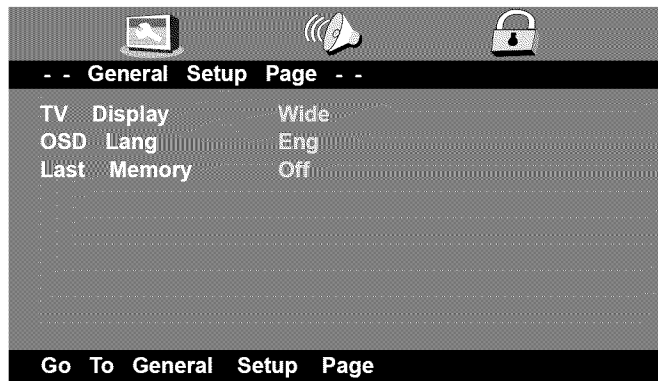 - - General Setup Page - -
TV Display Wide
OSD Lang Eng
Last Memory Off
Go To General Setup Page